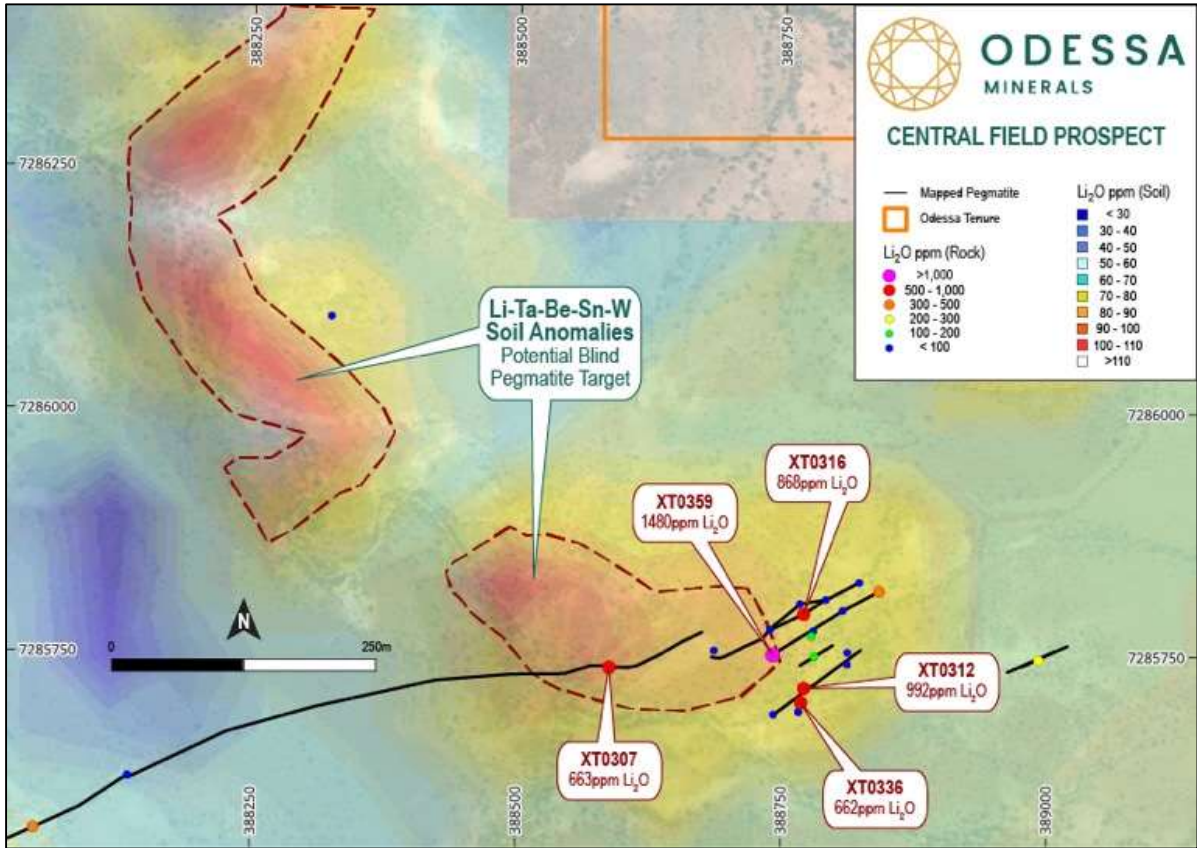 388250
388500
388750
7286250
7286000
7286000
7285750
7285750
388250
388500
388750
389000
ODESSA
MINERALS
CENTRAL FIELD PROSPECT
Mapped Pegmatite
Odessa Tenure
Li₂O ppm (Rock)
>1,000
500 - 1,000
300 - 500
200 - 300
100 - 200
< 100
Li₂O ppm (Soil)
< 30
30 - 40
40 - 50
50 - 60
60 - 70
70 - 80
80 - 90
90 - 100
100 - 110
>110
Li-Ta-Be-Sn-W
Soil Anomalies
Potential Blind
Pegmatite Target
XT0316
868ppm Li₂O
XT0359
1480ppm Li₂O
XT0312
992ppm Li₂O
XT0307
663ppm Li₂O
XT0336
662ppm Li₂O
N
0
250m